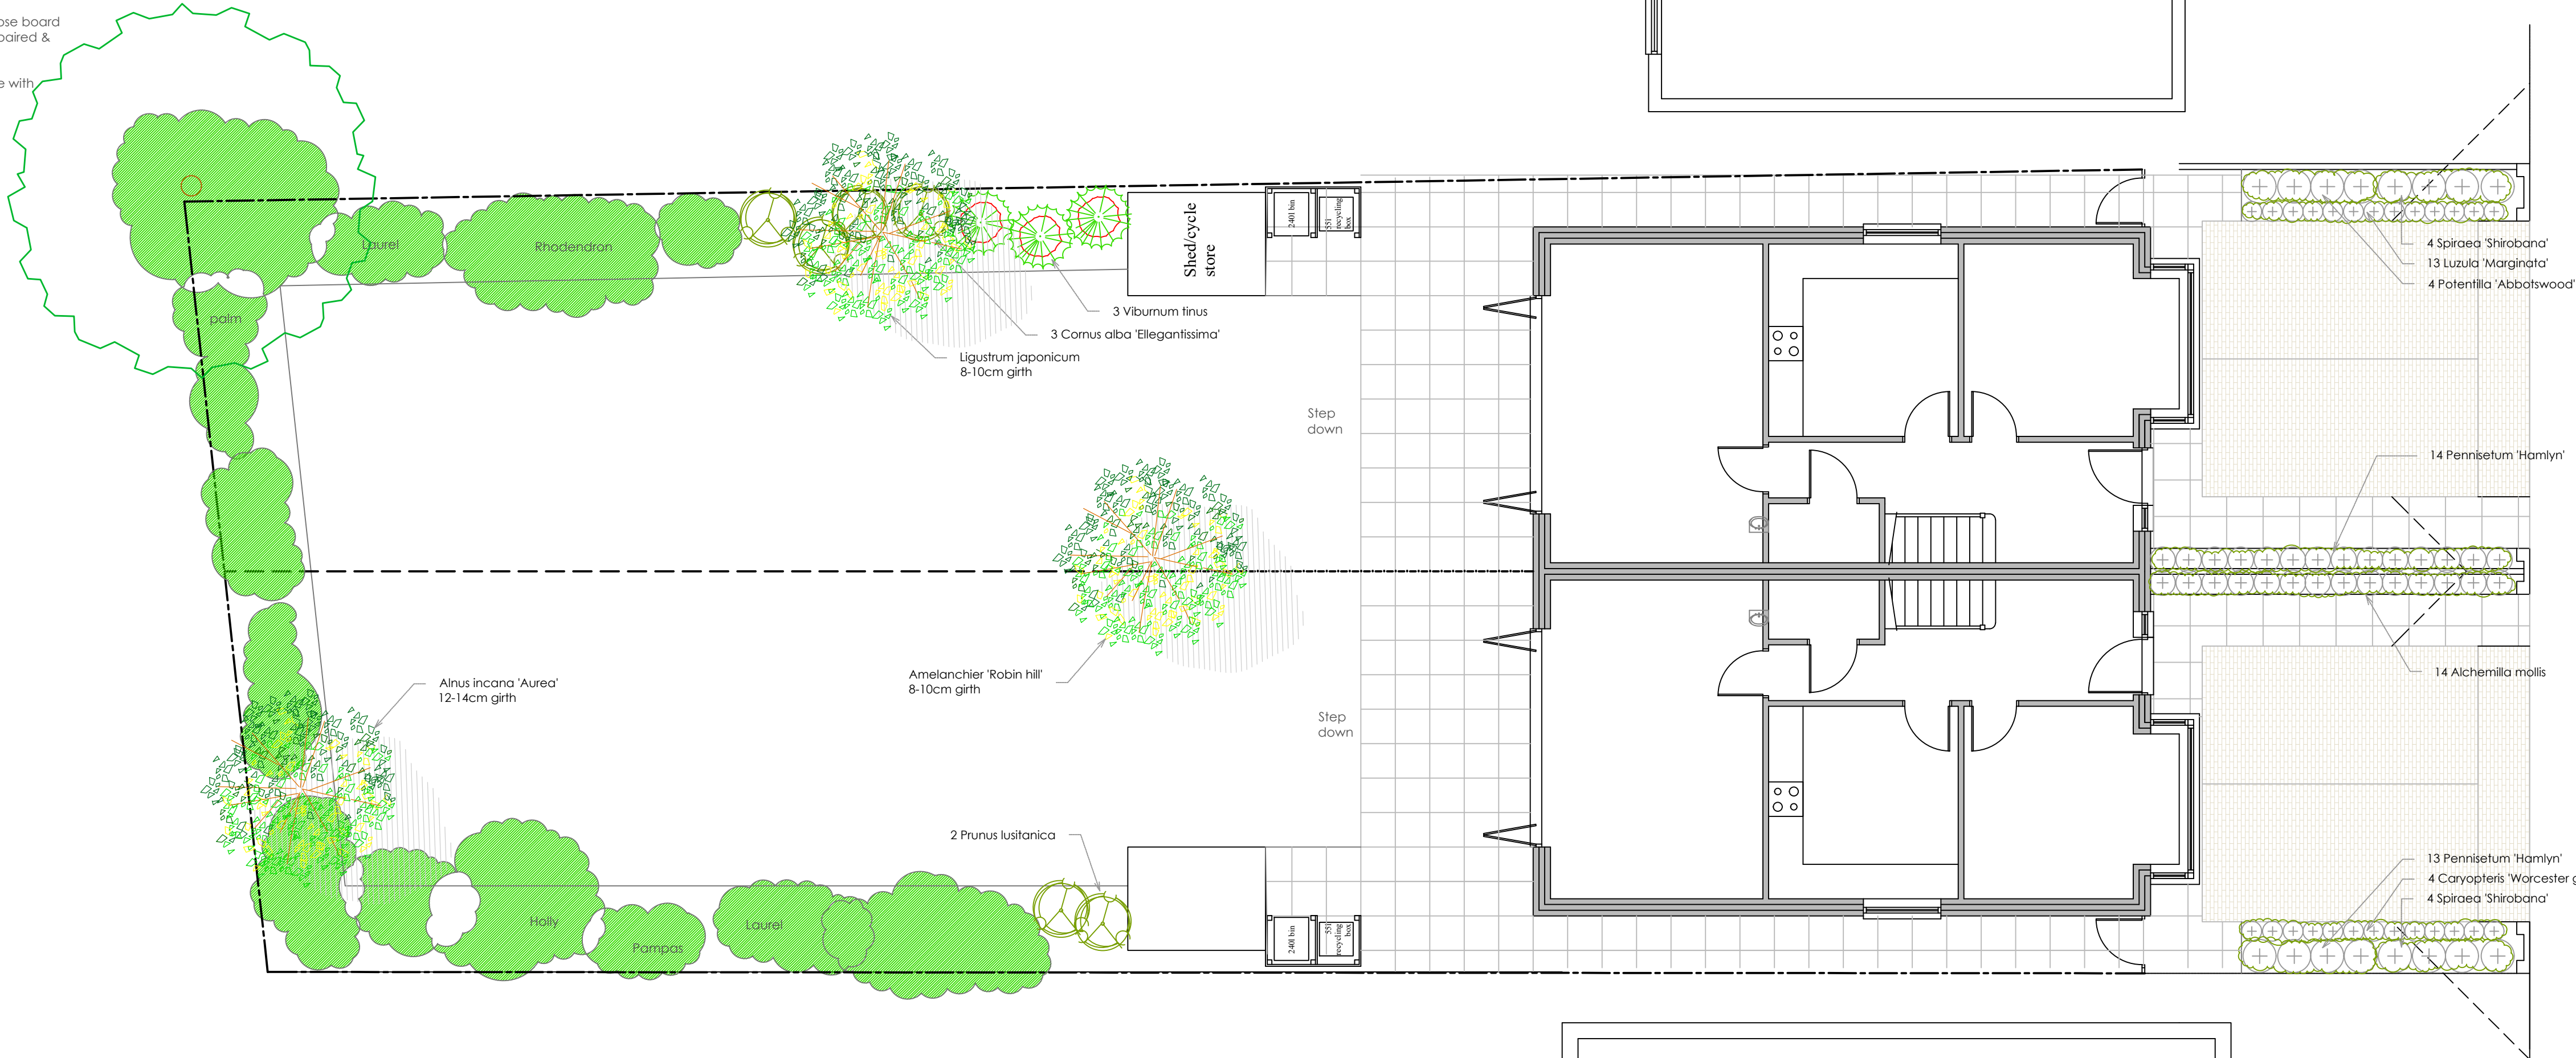 ose board
paired &
e with
Laurel
Rhodendron
palm
3 Viburnum tinus
3 Cornus alba 'Ellegantissima'
Ligustrum japonicum
8-10cm girth
Shed/cycle
store
240l bin
55l
recycling
box
Step
down
Alnus incana 'Aurea'
12-14cm girth
Amelanchier 'Robin hill'
8-10cm girth
Step
down
2 Prunus lusitanica
Holly
Pampas
Laurel
240l bin
55l
recycling
box
4 Spiraea 'Shirobana'
13 Luzula 'Marginata'
4 Potentilla 'Abbotswood'
14 Pennisetum 'Hamlyn'
14 Alchemilla mollis
13 Pennisetum 'Hamlyn'
4 Caryopteris 'Worcester g
4 Spiraea 'Shirobana'